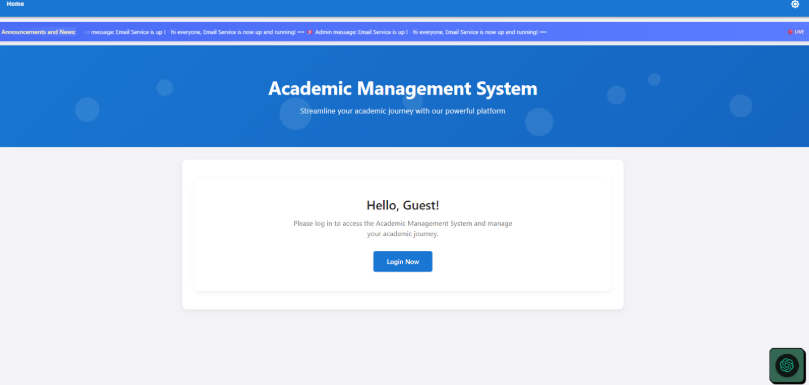 Home
Announcements and News:
message: Email Service is up ! hi everyone, Email Service is now up and running! ••• 📌 Admin message: Email Service is up ! hi everyone, Email Service is now up and running! •••
LIVE
Academic Management System
Streamline your academic journey with our powerful platform
Hello, Guest!
Please log in to access the Academic Management System and manage
your academic journey.
Login Now